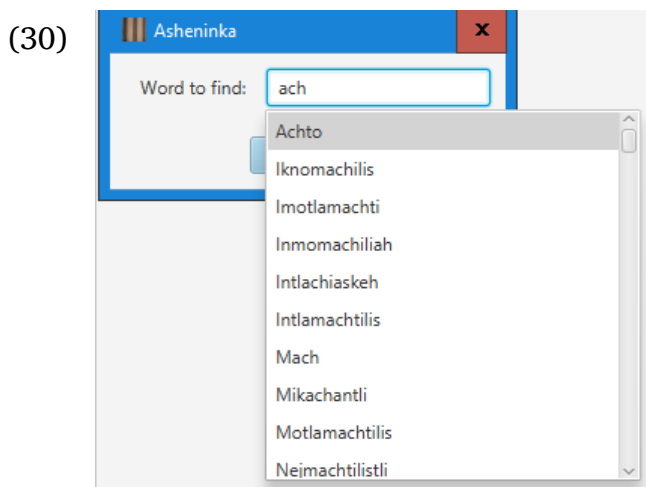 (30)
Asheninka
x
Word to find: ach
Achto
Iknomachilis
Imotlamachti
Inmomachiliah
Intlachiaskeh
Intlamachtilis
Mach
Mikachantli
Motlamachtilis
Nejmachtilistli